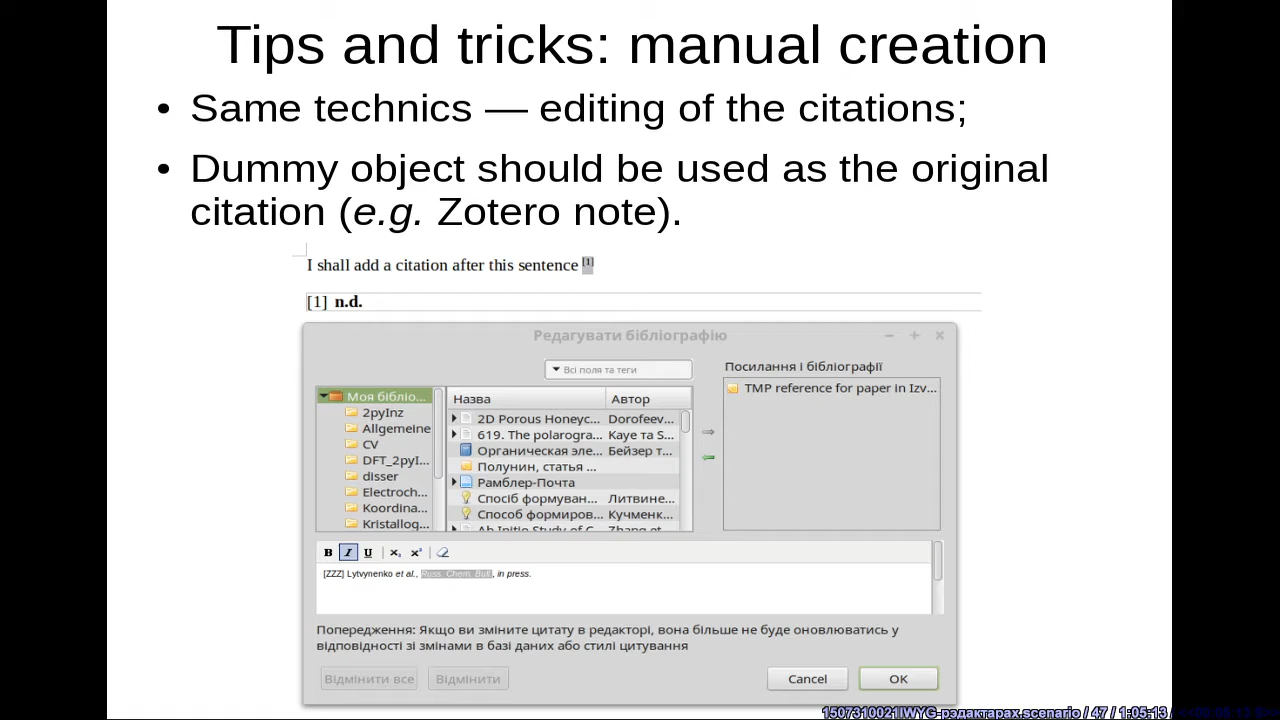 Tips and tricks: manual creation
• Same technics — editing of the citations;
• Dummy object should be used as the original
citation (e.g. Zotero note).
I shall add a citation after this sentence [1]
[1] n.d.
Редагувати бібліографію
Всі поля та теги
Посилання і бібліографії
Моя бібліо...
2pyInz
Allgemeine
CV
DFT_2pyI...
disser
Electroch...
Koordina...
Kristallog...
Назва Автор
2D Porous Honeyc... Dorofeev...
619. The polarogra... Kaye та S...
Органическая эле... Бейзер т...
Полунин, статья ...
Рамблер-Почта
Спосіб формуван... Литвине...
Способ формиров... Кучменк...
Ab Initio Study of C... Zhang et...
TMP reference for paper in Izv...
B I U x₁ x²
[ZZZ] Lytvynenko et al., Russ. Chem. Bull., in press.
Попередження: Якщо ви зміните цитату в редакторі, вона більше не буде оновлюватись у
відповідності зі змінами в базі даних або стилі цитування
Відмінити все Відмінити Cancel OK
1507310021IWYG-рэдактарах.scenario / 47 / 1:05:13 /